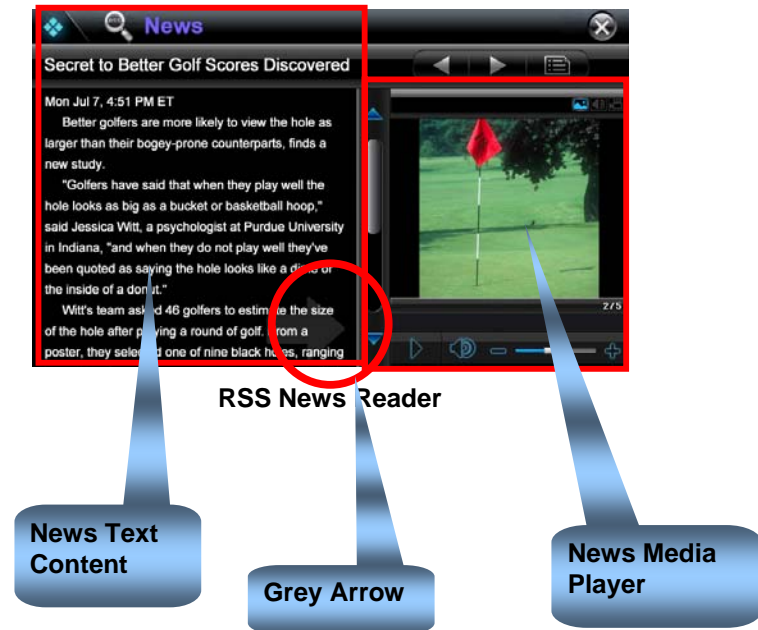 News
Secret to Better Golf Scores Discovered
Mon Jul 7, 4:51 PM ET
Better golfers are more likely to view the hole as
larger than their bogey-prone counterparts, finds a
new study.
"Golfers have said that when they play well the
hole looks as big as a bucket or basketball hoop,"
said Jessica Witt, a psychologist at Purdue University
in Indiana, "and when they do not play well they've
been quoted as saying the hole looks like a dime or
the inside of a donut."
Witt's team asked 46 golfers to estimate the size
of the hole after playing a round of golf. From a
poster, they selected one of nine black holes, ranging
2/5
RSS News Reader
News Text
Content
Grey Arrow
News Media
Player